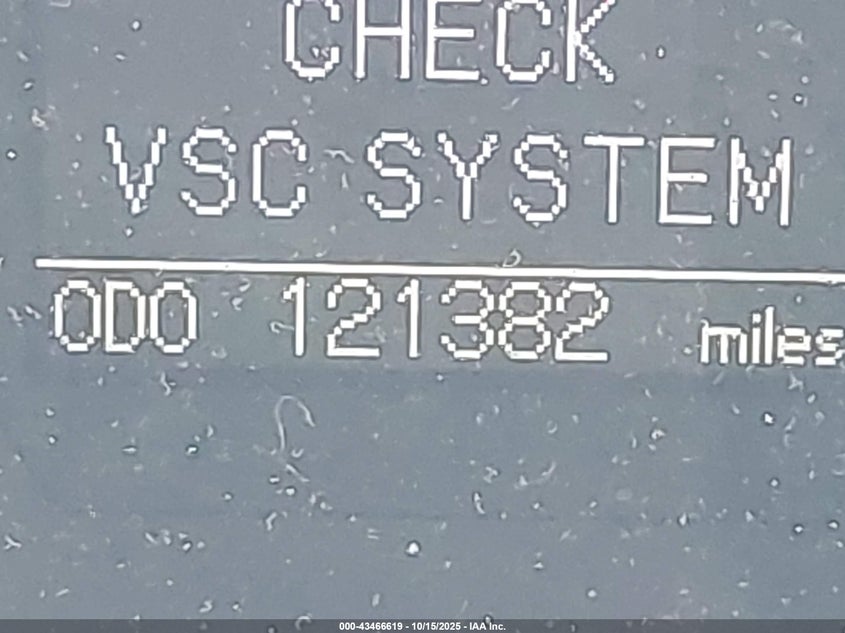 CHECK
VSC SYSTEM
ODO 121382 miles
000-43466619 - 10/15/2025 - IAA Inc.